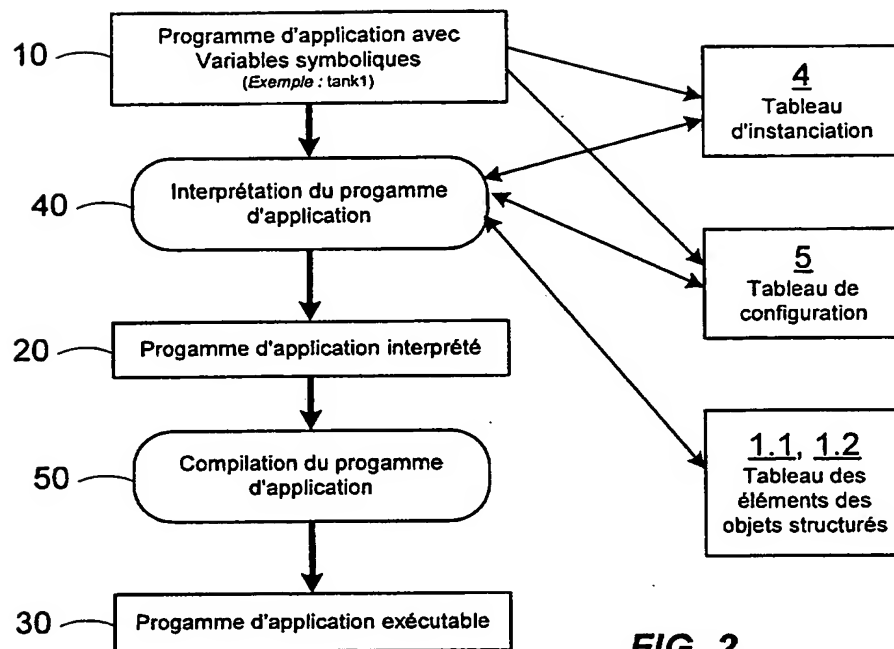 10
Programme d'application avec
Variables symboliques
(Exemple : tank1)
4
Tableau
d'instanciation
40
Interprétation du progamme
d'application
5
Tableau de
configuration
20
Progamme d'application interprété
1.1, 1.2
Tableau des
éléments des
objets structurés
50
Compilation du progamme
d'application
30
Progamme d'application exécutable
FIG. 2